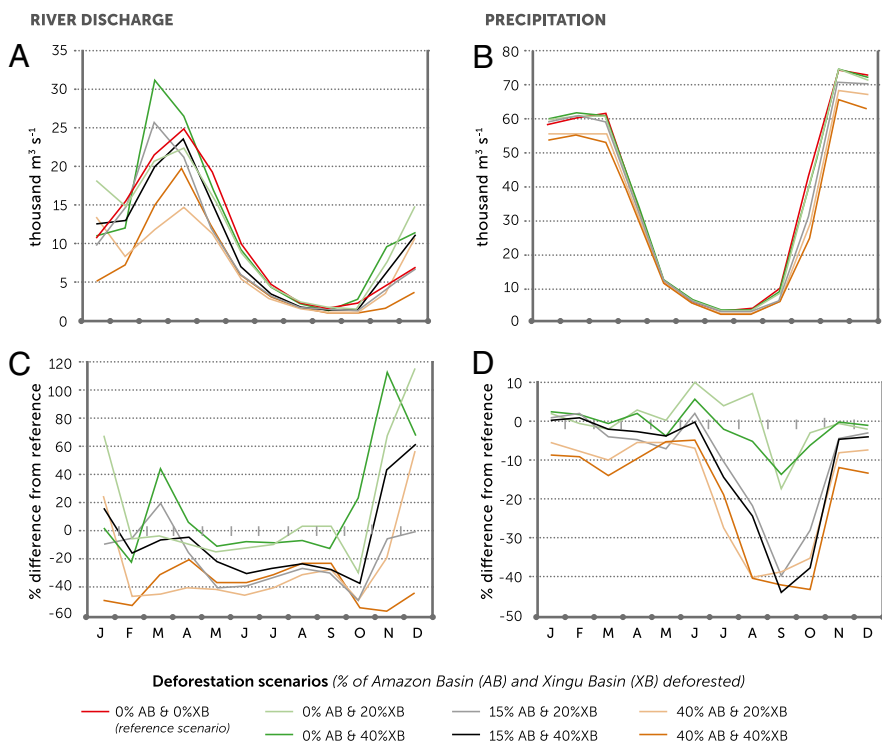 RIVER DISCHARGE
PRECIPITATION
A
35
30
25
20
15
10
5
0
thousand m³ s⁻¹
B
80
70
60
50
40
30
20
10
0
thousand m³ s⁻¹
C
120
100
80
60
40
20
0
-20
-40
-60
% difference from reference
J F M A M J J A S O N D
D
10
0
-10
-20
-30
-40
-50
% difference from reference
J F M A M J J A S O N D
Deforestation scenarios (% of Amazon Basin (AB) and Xingu Basin (XB) deforested)
0% AB & 0%XB
(reference scenario)
0% AB & 20%XB
0% AB & 40%XB
15% AB & 20%XB
15% AB & 40%XB
40% AB & 20%XB
40% AB & 40%XB